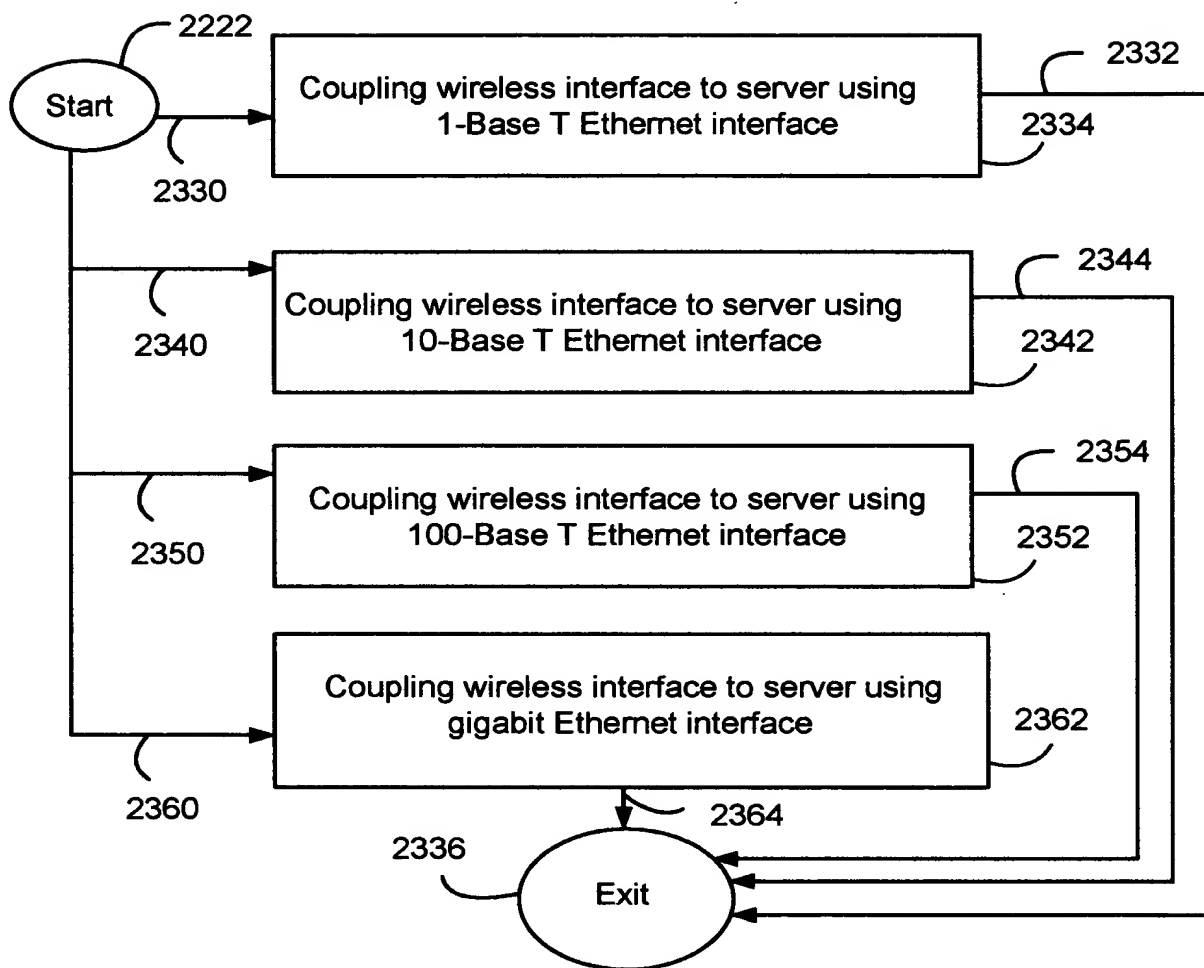 2222
Start
Coupling wireless interface to server using
1-Base T Ethernet interface
2332
2334
2330
Coupling wireless interface to server using
10-Base T Ethernet interface
2344
2342
2340
Coupling wireless interface to server using
100-Base T Ethernet interface
2354
2352
2350
Coupling wireless interface to server using
gigabit Ethernet interface
2362
2360
2364
2336
Exit